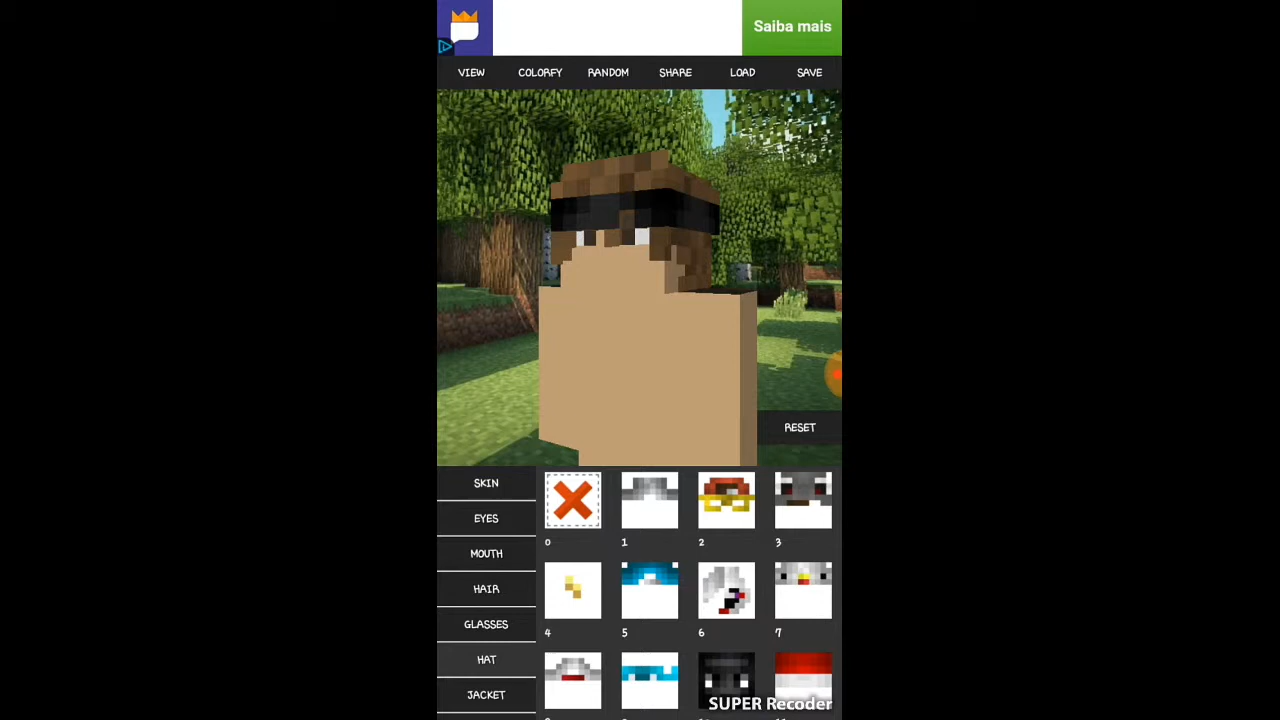 Saiba mais
VIEW COLORFY RANDOM SHARE LOAD SAVE
RESET
SKIN
EYES
MOUTH
HAIR
GLASSES
HAT
JACKET
0 1 2 3
4 5 6 7
SUPER Recoder